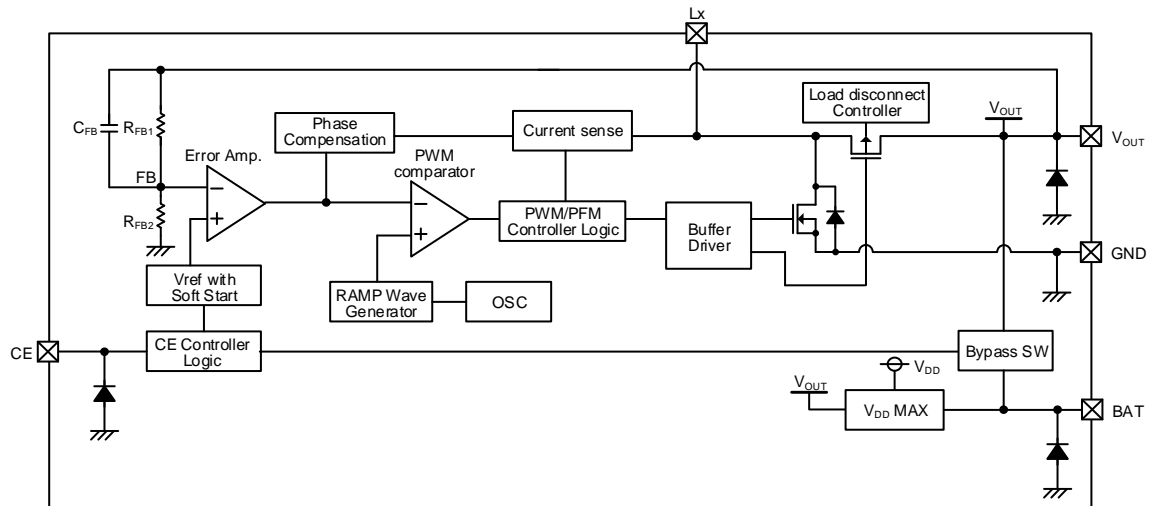 Lx
Load disconnect
Controller
VOUT
VOUT
CFB
RFB1
Phase
Compensation
Current sense
Error Amp.
PWM
comparator
FB
RFB2
−
+
−
+
PWM/PFM
Controller Logic
Buffer
Driver
GND
Vref with
Soft Start
RAMP Wave
Generator
OSC
CE
CE Controller
Logic
Bypass SW
VDD
VOUT
VDD MAX
BAT